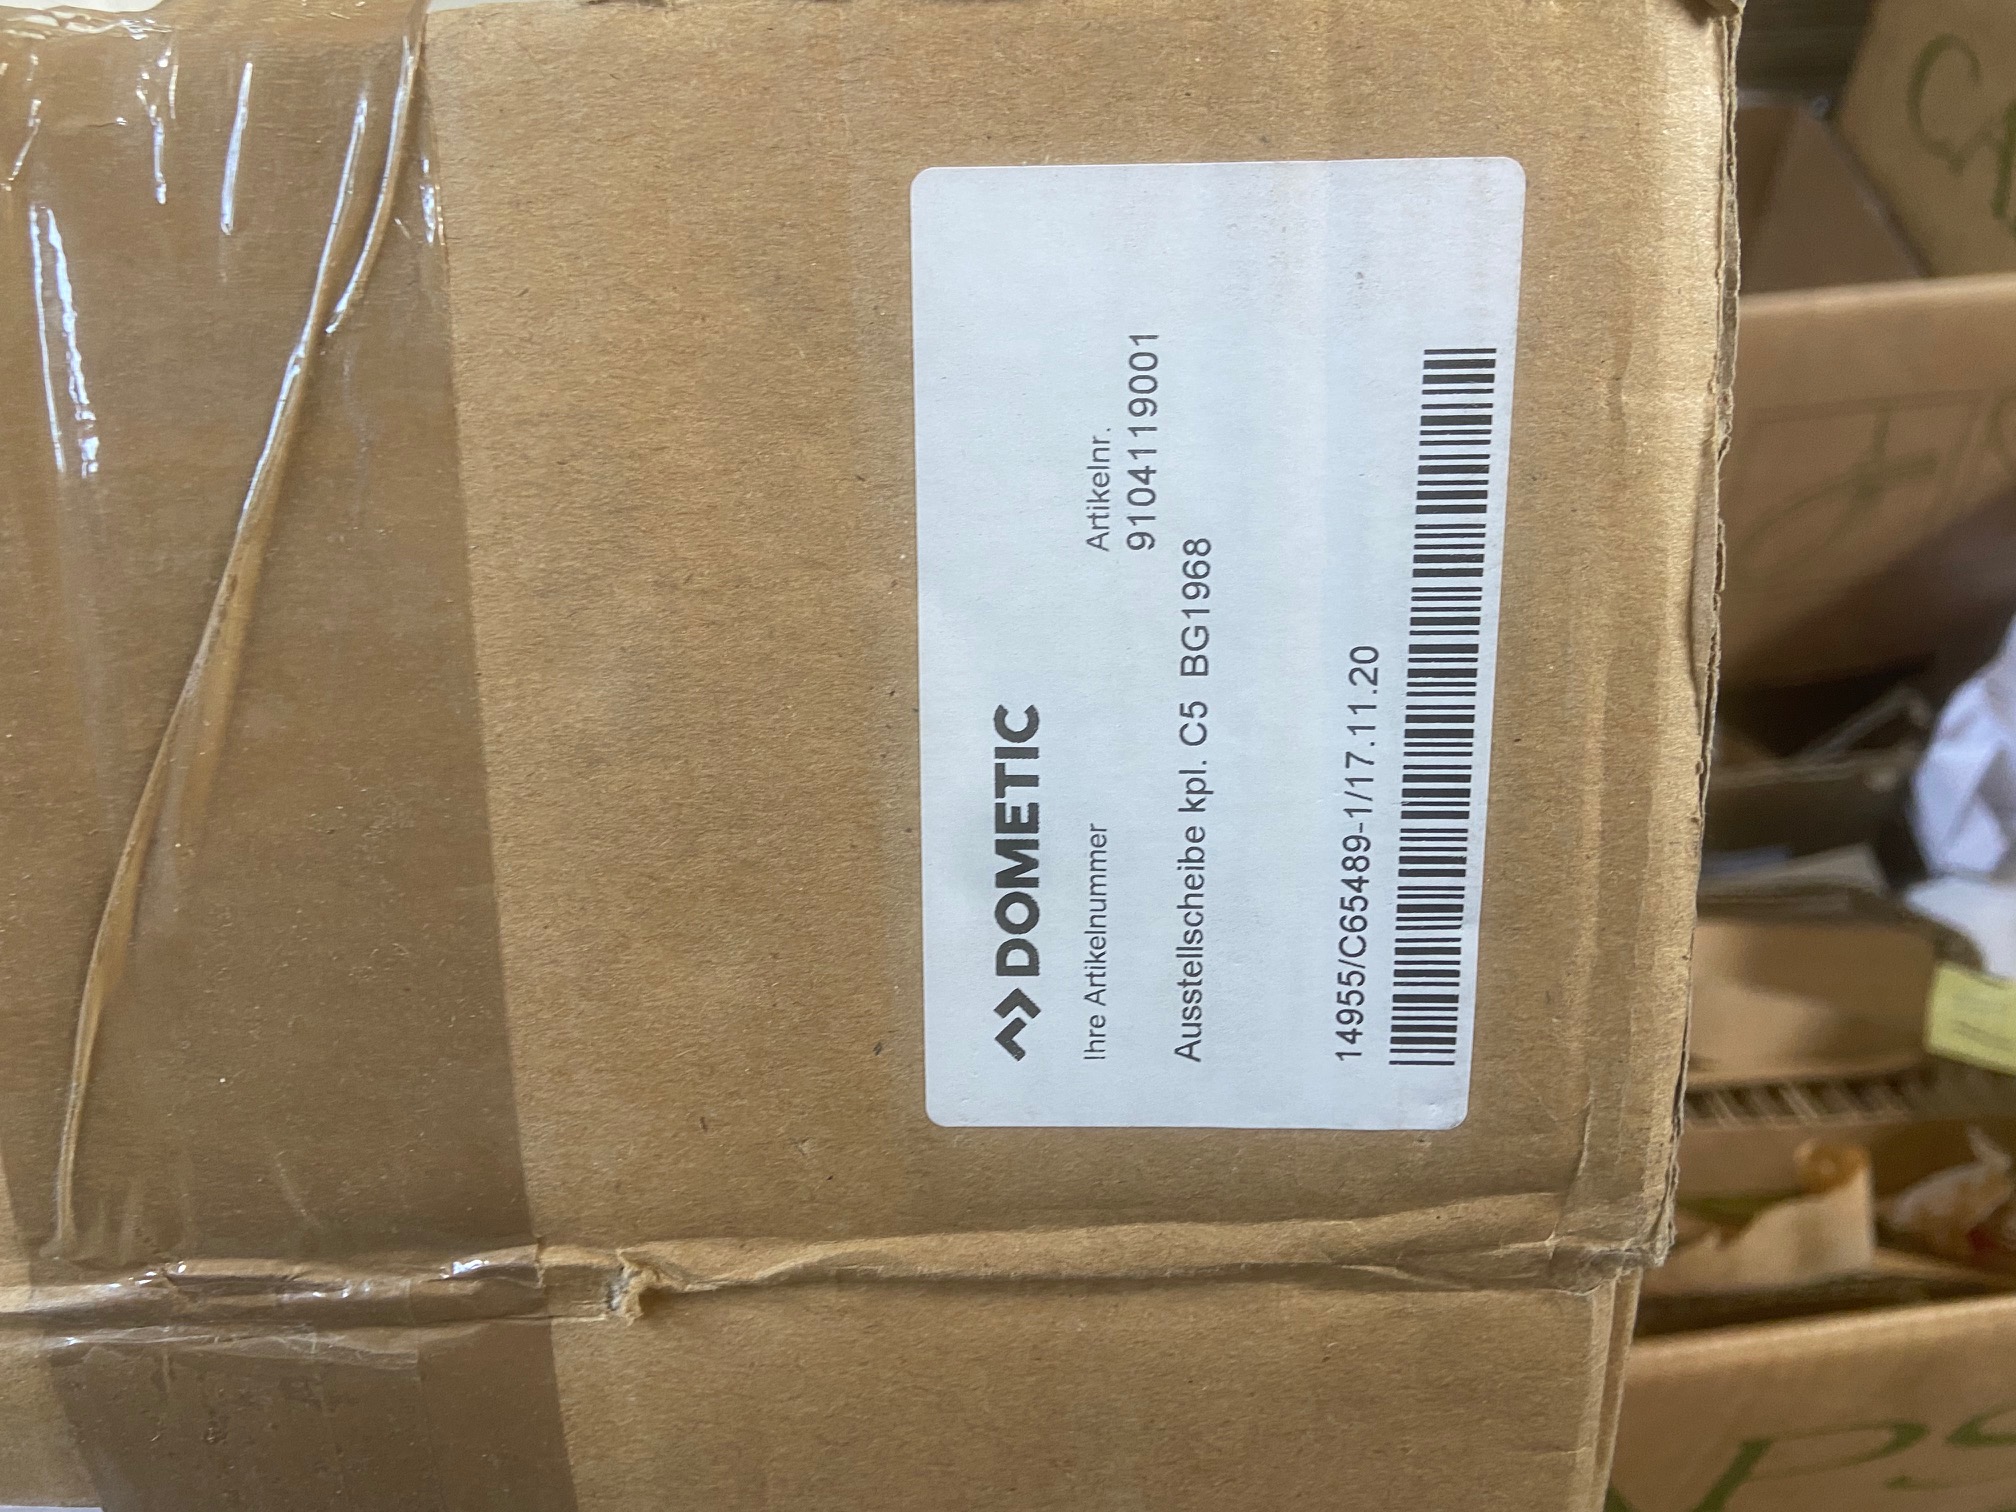 DOMETIC
Ihre Artikelnummer
Artikelnr.
9104119001
Ausstellscheibe kpl. C5 BG1968
14955/C65489-1/17.11.20